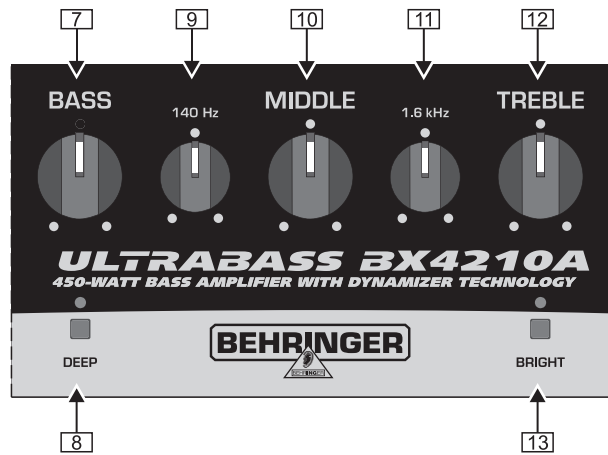 7 9 10 11 12
BASS 140 Hz MIDDLE 1.6 kHz TREBLE
ULTRABASS BX4210A
450-WATT BASS AMPLIFIER WITH DYNAMIZER TECHNOLOGY
BEHRINGER
BEHRINGER
DEEP BRIGHT
8 13